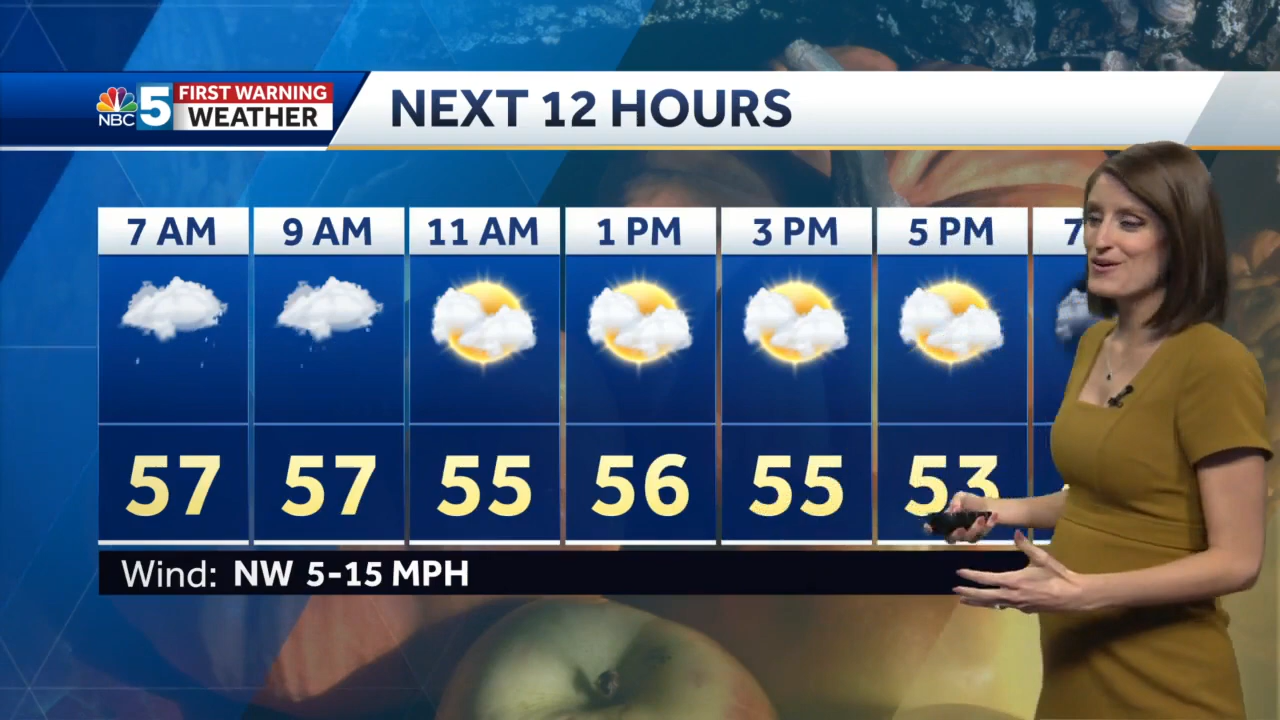 NBC 5 FIRST WARNING
WEATHER
NEXT 12 HOURS
7 AM 9 AM 11 AM 1 PM 3 PM 5 PM 7
57 57 55 56 55 53
Wind: NW 5-15 MPH